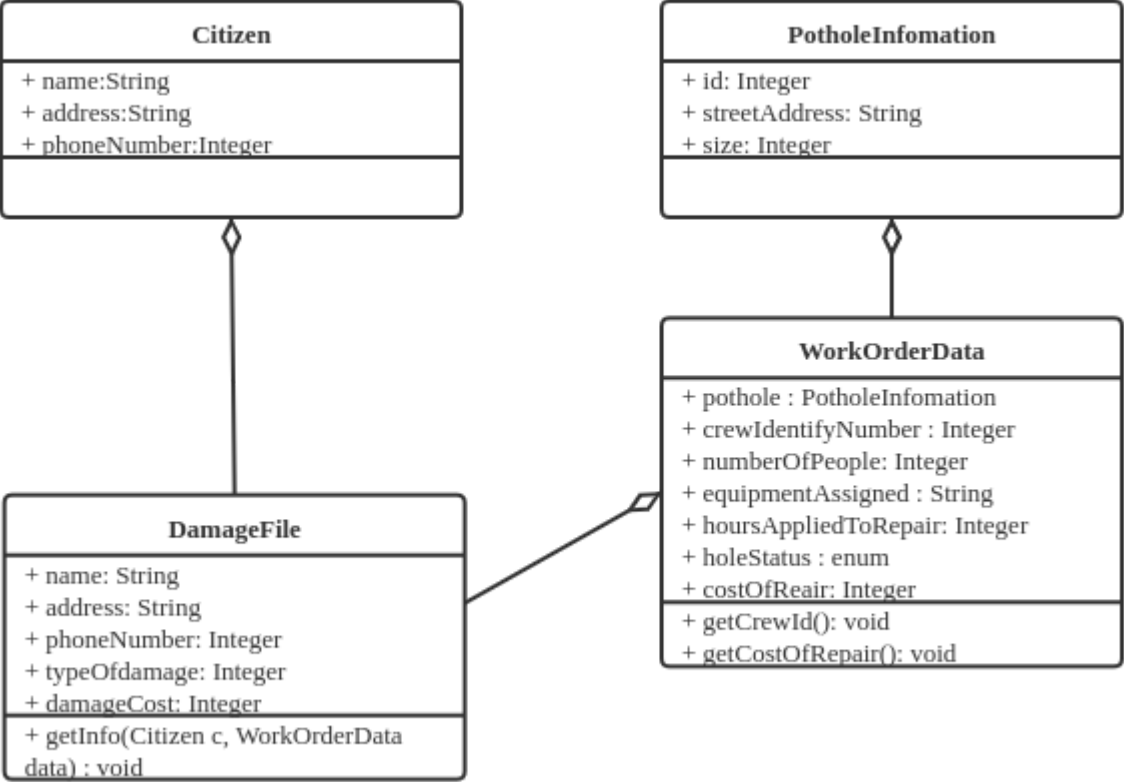 Citizen
+ name:String
+ address:String
+ phoneNumber:Integer
PotholeInfomation
+ id: Integer
+ streetAddress: String
+ size: Integer
WorkOrderData
+ pothole : PotholeInfomation
+ crewIdentifyNumber : Integer
+ numberOfPeople: Integer
+ equipmentAssigned : String
+ hoursAppliedToRepair: Integer
+ holeStatus : enum
+ costOfReair: Integer
+ getCrewId(): void
+ getCostOfRepair(): void
DamageFile
+ name: String
+ address: String
+ phoneNumber: Integer
+ typeOfdamage: Integer
+ damageCost: Integer
+ getInfo(Citizen c, WorkOrderData
data) : void